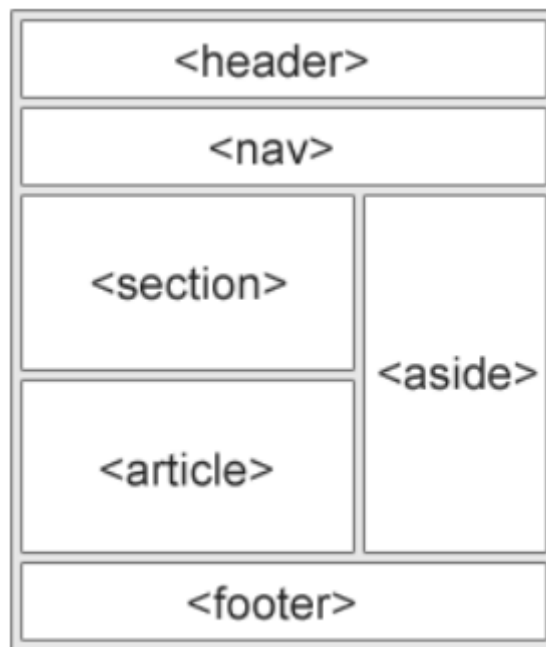 <header>
<nav>
<section>
<aside>
<article>
<footer>